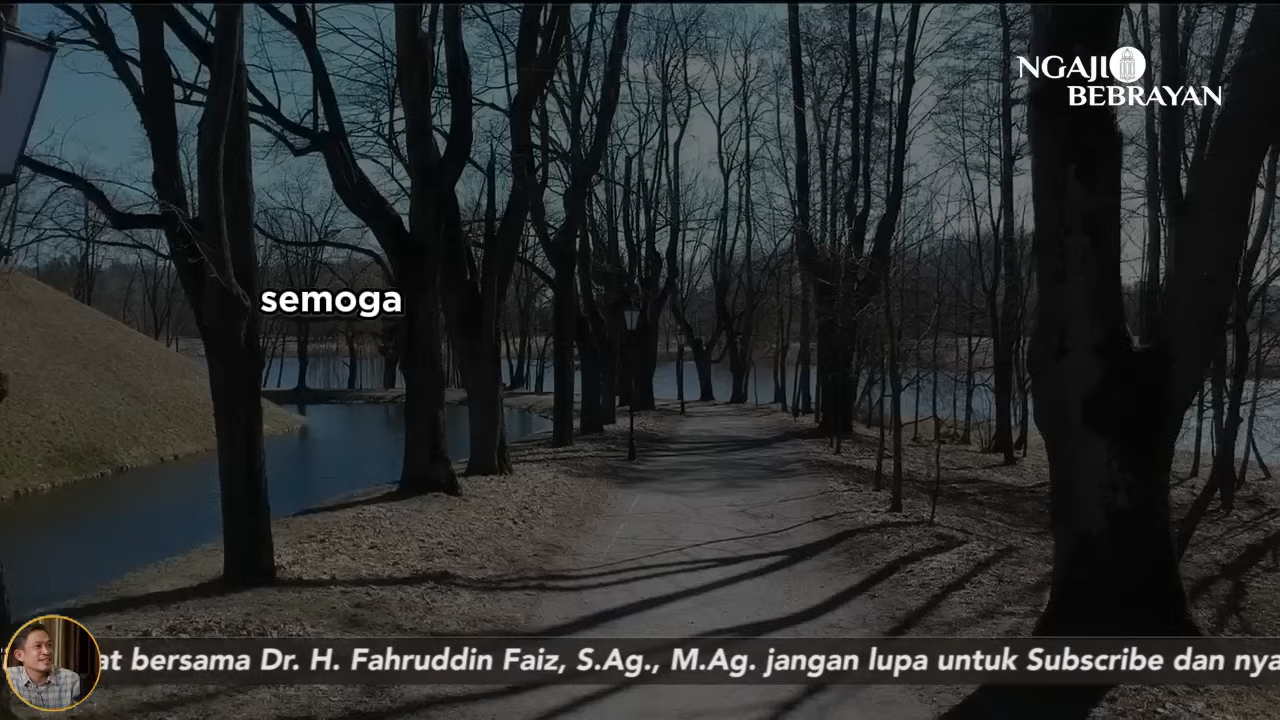 NGAJI
BEBRAYAN
semoga
at bersama Dr. H. Fahruddin Faiz, S.Ag., M.Ag. jangan lupa untuk Subscribe dan nya